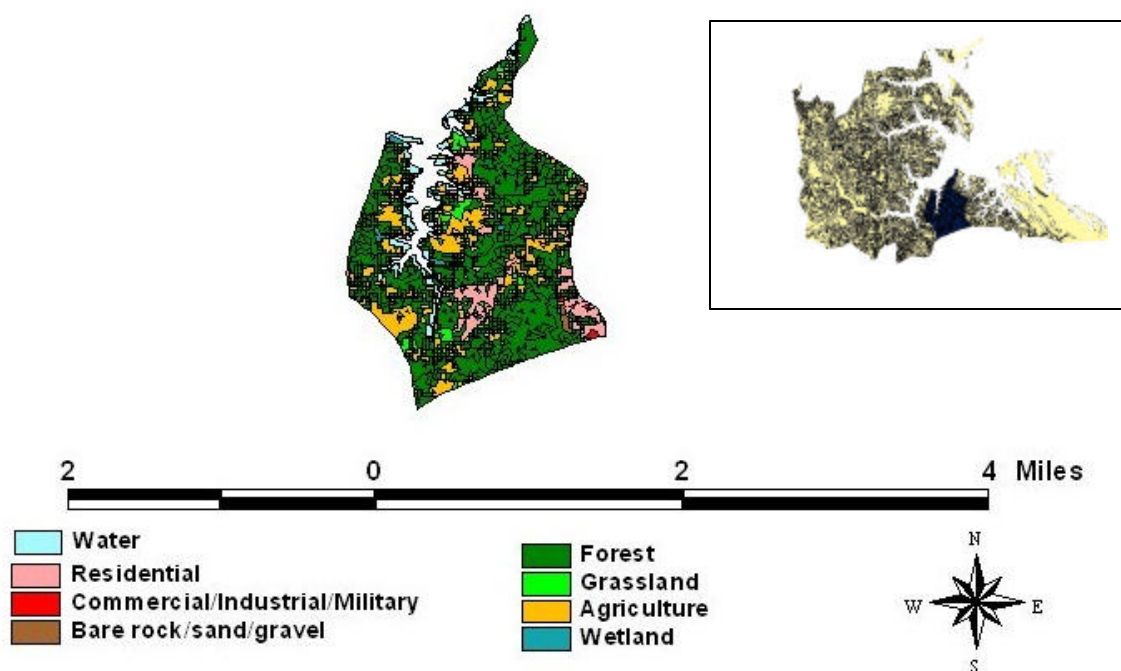 2 0 2 4 Miles
Water
Residential
Commercial/Industrial/Military
Bare rock/sand/gravel
Forest
Grassland
Agriculture
Wetland
N
W E
S